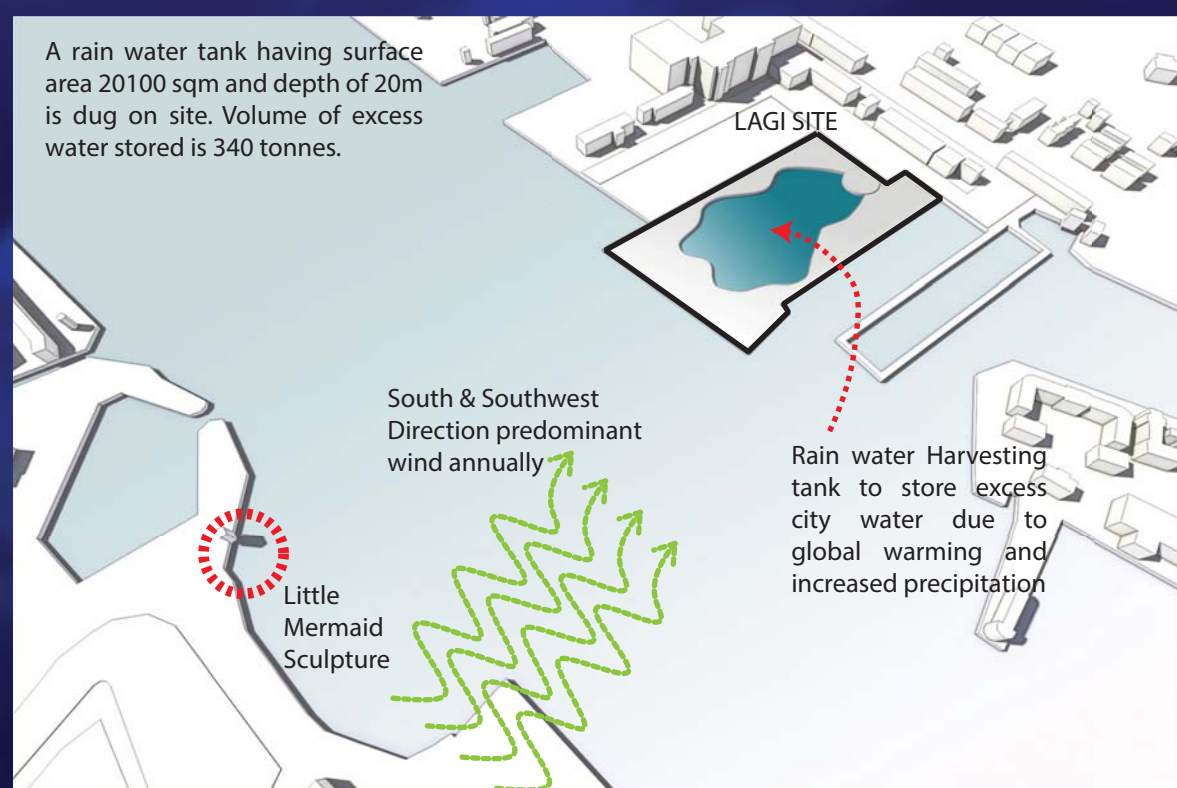 A rain water tank having surface
area 20100 sqm and depth of 20m
is dug on site. Volume of excess
water stored is 340 tonnes.
LAGI SITE
South & Southwest
Direction predominant
wind annually
Rain water Harvesting
tank to store excess
city water due to
global warming and
increased precipitation
Little
Mermaid
Sculpture